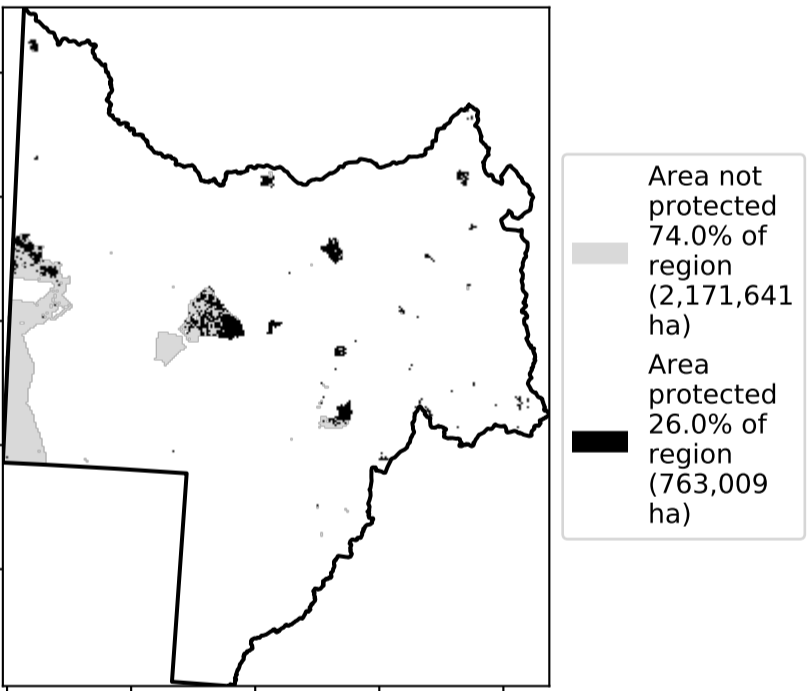 Area not
protected
74.0% of
region
(2,171,641
ha)
Area
protected
26.0% of
region
(763,009
ha)